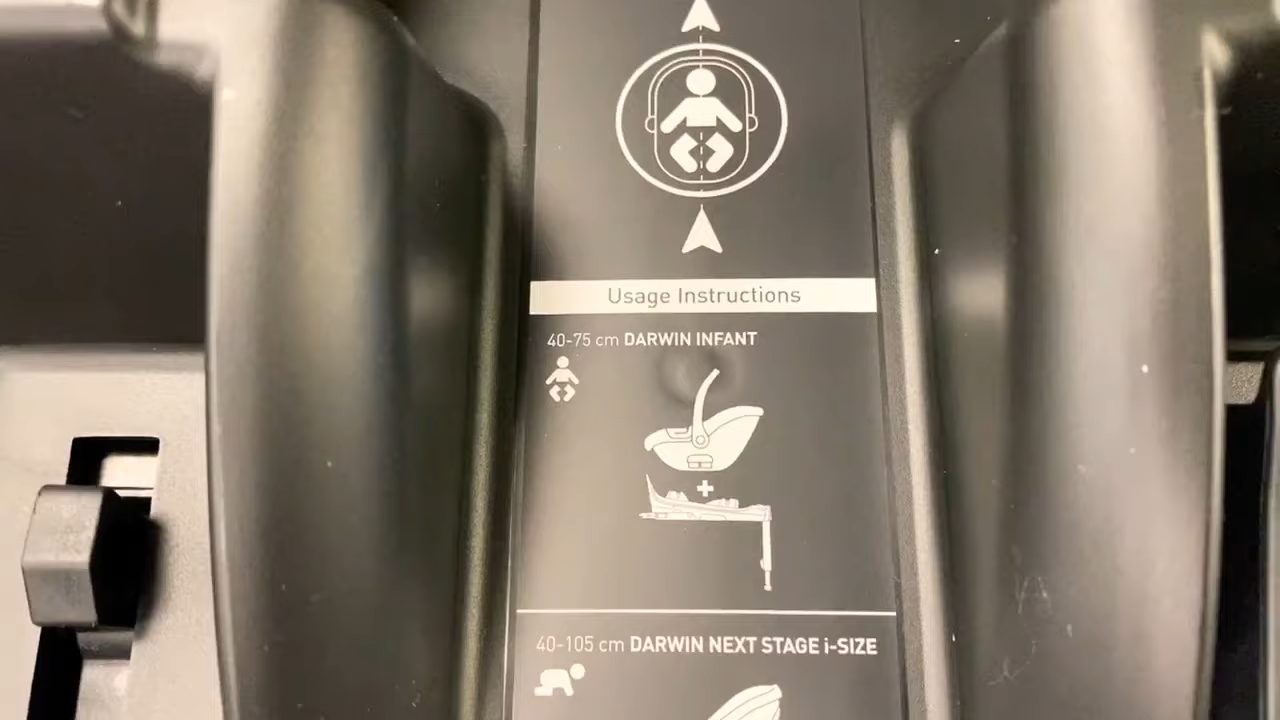 Usage Instructions
40-75 cm DARWIN INFANT
40-105 cm DARWIN NEXT STAGE i-SIZE